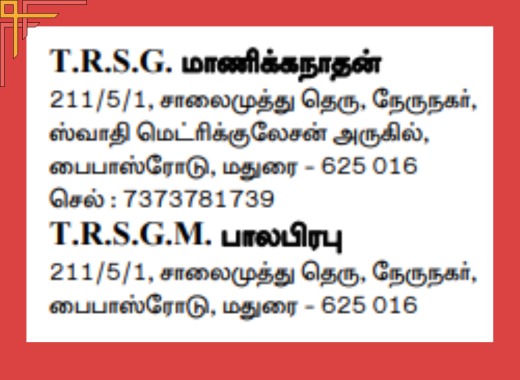 T.R.S.G. மாணிக்கநாதன்
211/5/1, சாலைமுத்து தெரு, நேருநகர்,
ஸ்வாதி மெட்ரிக்குலேசன் அருகில்,
பைபாஸ்ரோடு, மதுரை - 625 016
செல் : 7373781739
T.R.S.G.M. பாலபிரபு
211/5/1, சாலைமுத்து தெரு, நேருநகர்,
பைபாஸ்ரோடு, மதுரை - 625 016